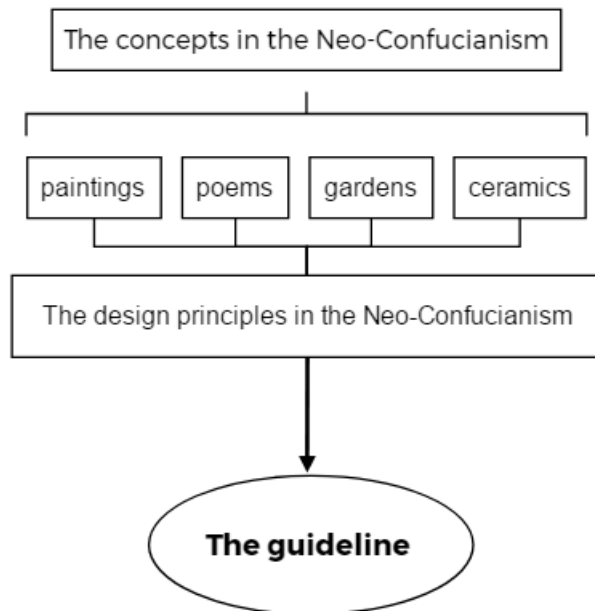 The concepts in the Neo-Confucianism
paintings
poems
gardens
ceramics
The design principles in the Neo-Confucianism
The guideline